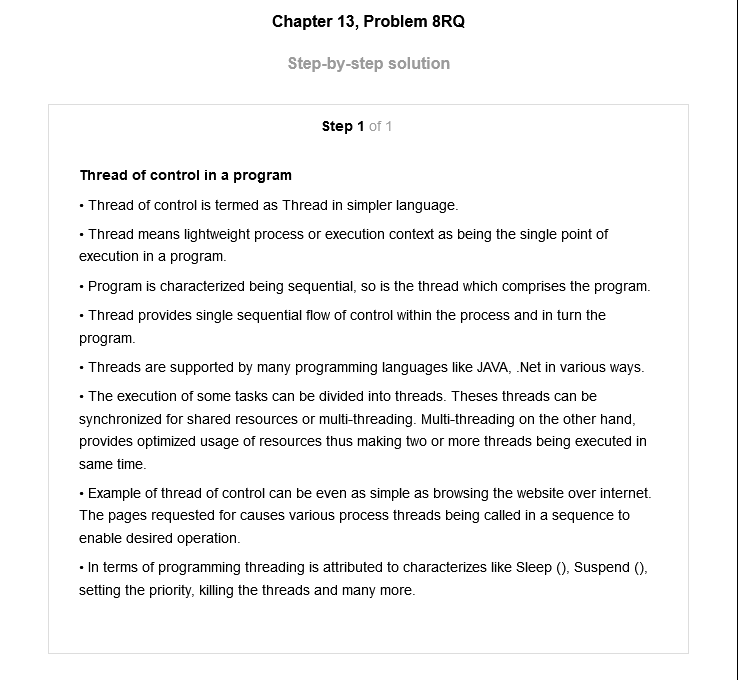 Chapter 13, Problem 8RQ
Step-by-step solution
Step 1 of 1
Thread of control in a program
• Thread of control is termed as Thread in simpler language.
• Thread means lightweight process or execution context as being the single point of
execution in a program.
• Program is characterized being sequential, so is the thread which comprises the program.
• Thread provides single sequential flow of control within the process and in turn the
program.
• Threads are supported by many programming languages like JAVA, .Net in various ways.
• The execution of some tasks can be divided into threads. Theses threads can be
synchronized for shared resources or multi-threading. Multi-threading on the other hand,
provides optimized usage of resources thus making two or more threads being executed in
same time.
• Example of thread of control can be even as simple as browsing the website over internet.
The pages requested for causes various process threads being called in a sequence to
enable desired operation.
• In terms of programming threading is attributed to characterizes like Sleep (), Suspend (),
setting the priority, killing the threads and many more.